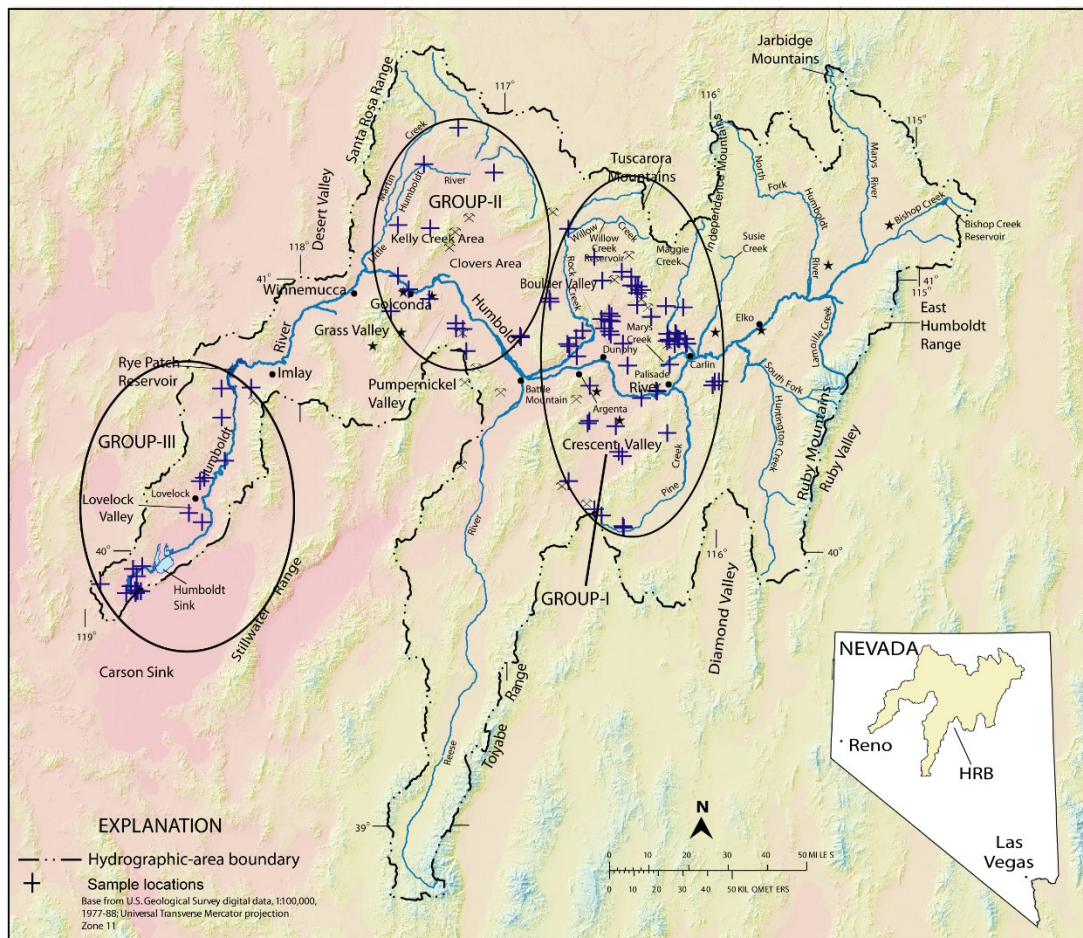 Jarbidge
Mountains
116°
117°
115°
Santa Rosa Range
Martin
Creek
Little
Humboldt
River
GROUP-II
Kelly Creek Area
Clovers Area
Desert Valley
118°
41°
Winnemucca
Golconda
Grass Valley
Humboldt
Pumpernickel
Valley
Tuscarora
Mountains
Independence Mountains
Willow
Creek
Willow
Creek
Reservoir
Rock Creek
Boulder Valley
Maggie
Creek
Susie
Creek
Marys
Creek
Dunphy
Palisade
Carlin
River
Battle
Mountain
Argenta
Crescent Valley
Pine
Creek
GROUP-I
North
Fork
Humboldt
River
Marys
River
Bishop Creek
Bishop Creek
Reservoir
41°
115°
East
Humboldt
Range
Elko
Lamoille Creek
South Fork
Huntington Creek
Ruby Mountains
Ruby Valley
116°
40°
Diamond Valley
River
Rye Patch
Reservoir
Imlay
GROUP-III
Humboldt
Lovelock
Lovelock
Valley
40°
Humboldt
Sink
119°
Stillwater Range
Carson Sink
River
Reese
Toiyabe
Range
39°
NEVADA
Reno
HRB
Las
Vegas
EXPLANATION
Hydrographic-area boundary
Sample locations
Base from U.S. Geological Survey digital data, 1:100,000,
1977-88; Universal Transverse Mercator projection
Zone 11
N
0 10 20 30 40 50 MILE S
0 10 20 30 40 50 KIL OMET ERS